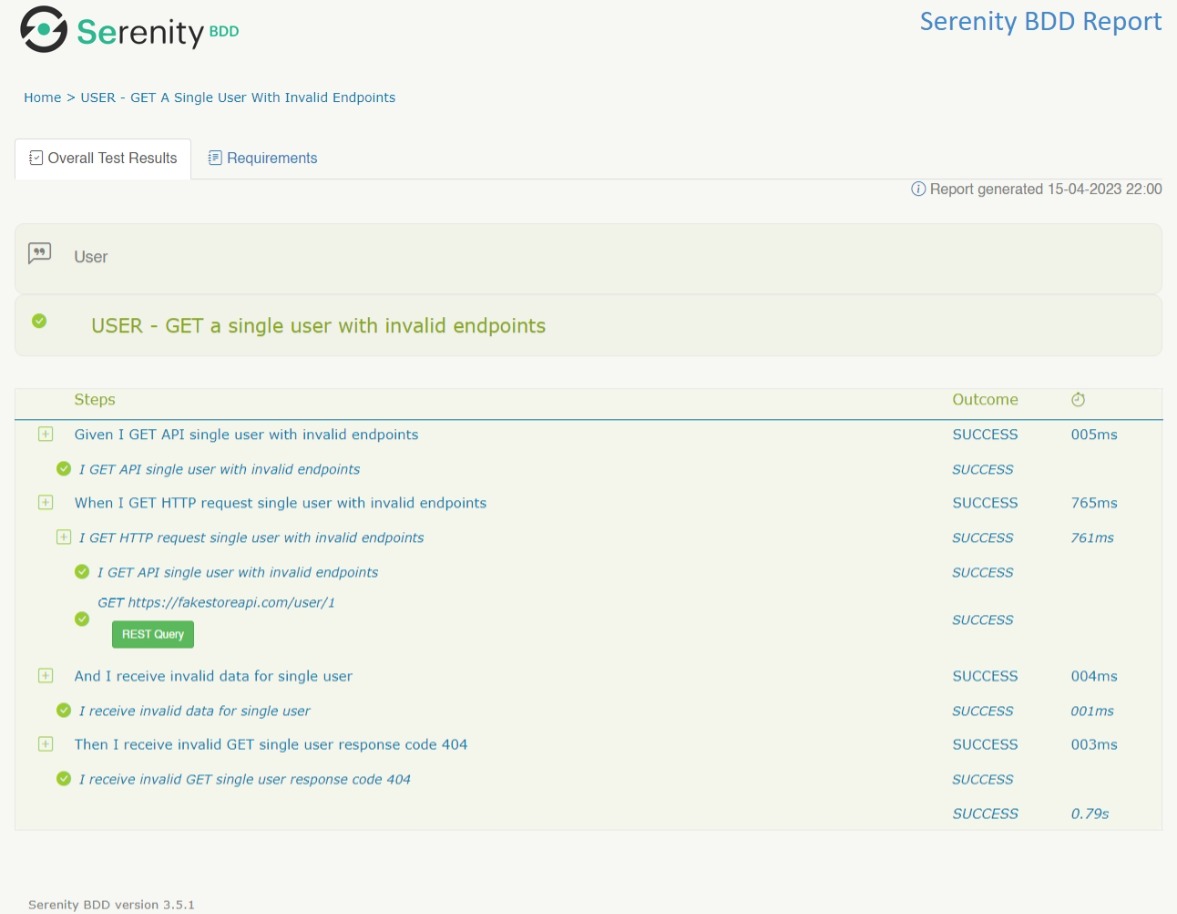 Serenity BDD
Serenity BDD Report
Home > USER - GET A Single User With Invalid Endpoints
Overall Test Results Requirements
Report generated 15-04-2023 22:00
User
USER - GET a single user with invalid endpoints
Steps Outcome
Given I GET API single user with invalid endpoints SUCCESS 005ms
I GET API single user with invalid endpoints SUCCESS
When I GET HTTP request single user with invalid endpoints SUCCESS 765ms
I GET HTTP request single user with invalid endpoints SUCCESS 761ms
I GET API single user with invalid endpoints SUCCESS
GET https://fakestoreapi.com/user/1
SUCCESS
REST Query
And I receive invalid data for single user SUCCESS 004ms
I receive invalid data for single user SUCCESS 001ms
Then I receive invalid GET single user response code 404 SUCCESS 003ms
I receive invalid GET single user response code 404 SUCCESS
SUCCESS 0.79s
Serenity BDD version 3.5.1